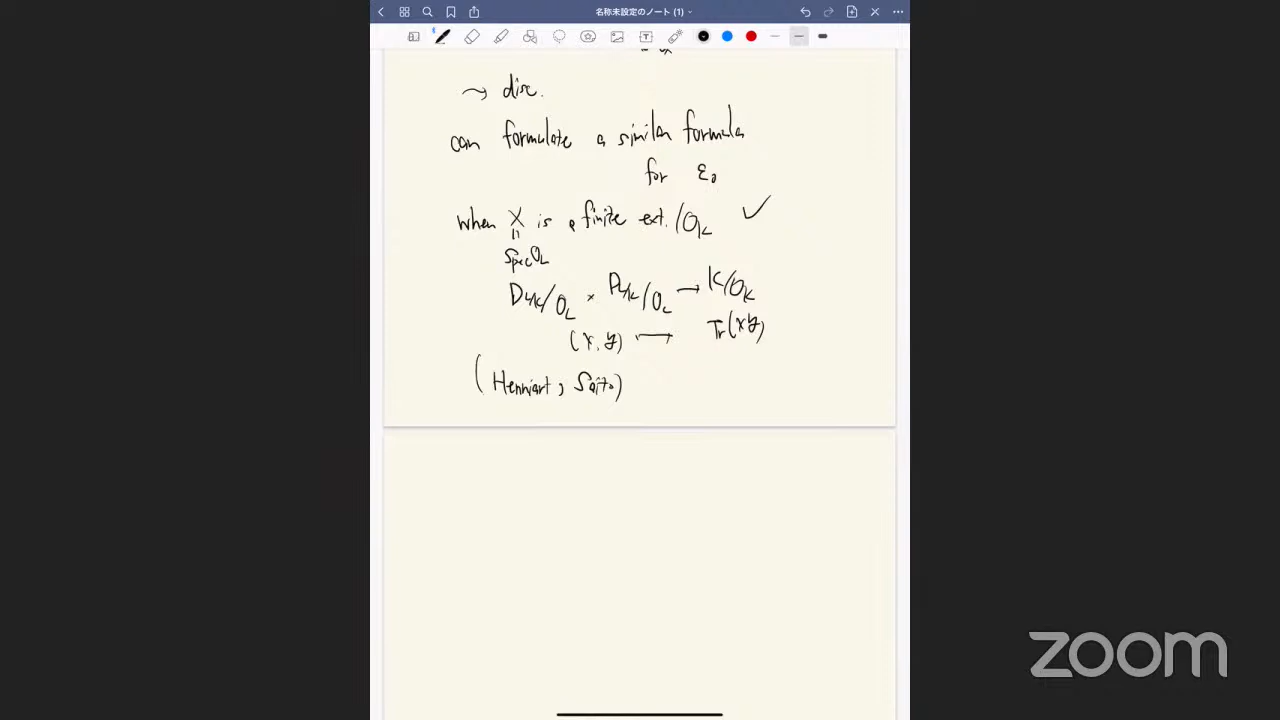 名称未設定のノート (1)
⤳ disc.
can formulate a similar formula
for ε₀
when X is a finite ext. /O_K ✓
=
Spec O_L
D_{L/K}/O_L × D_{L/K}/O_L → K/O_K
(x, y) ↦ Tr(xy)
(Henniart, Saito)
zoom